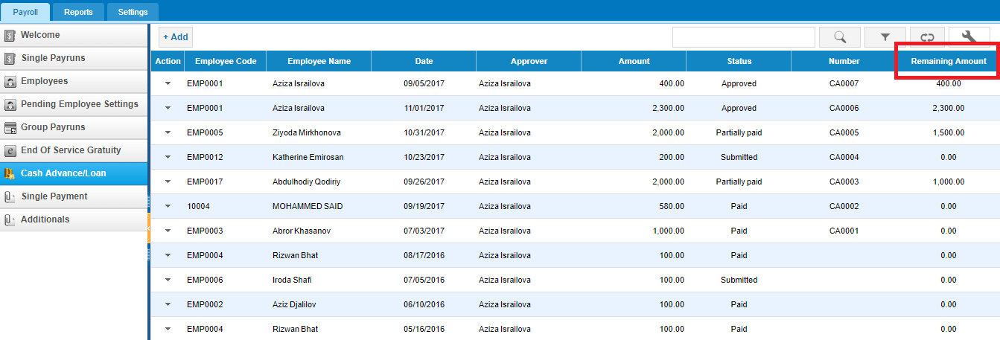 Payroll Reports Settings
Welcome
Single Payruns
Employees
Pending Employee Settings
Group Payruns
End Of Service Gratuity
Cash Advance/Loan
Single Payment
Additionals
+ Add
Action Employee Code Employee Name Date Approver Amount Status Number Remaining Amount
EMP0001 Aziza Israilova 09/05/2017 Aziza Israilova 400.00 Approved CA0007 400.00
EMP0001 Aziza Israilova 11/01/2017 Aziza Israilova 2,300.00 Approved CA0006 2,300.00
EMP0005 Ziyoda Mirkhonova 10/31/2017 Aziza Israilova 2,000.00 Partially paid CA0005 1,500.00
EMP0012 Katherine Emirosan 10/23/2017 Aziza Israilova 200.00 Submitted CA0004 0.00
EMP0017 Abdulhodiy Qodiriy 09/26/2017 Aziza Israilova 2,000.00 Partially paid CA0003 1,000.00
10004 MOHAMMED SAID 09/19/2017 Aziza Israilova 580.00 Paid CA0002 0.00
EMP0003 Abror Khasanov 07/03/2017 Aziza Israilova 1,000.00 Paid CA0001 0.00
EMP0004 Rizwan Bhat 08/17/2016 Aziza Israilova 100.00 Paid 0.00
EMP0006 Iroda Shafi 07/05/2016 Aziza Israilova 100.00 Submitted 0.00
EMP0002 Aziz Djalilov 06/10/2016 Aziza Israilova 100.00 Paid 0.00
EMP0004 Rizwan Bhat 05/16/2016 Aziza Israilova 100.00 Paid 0.00